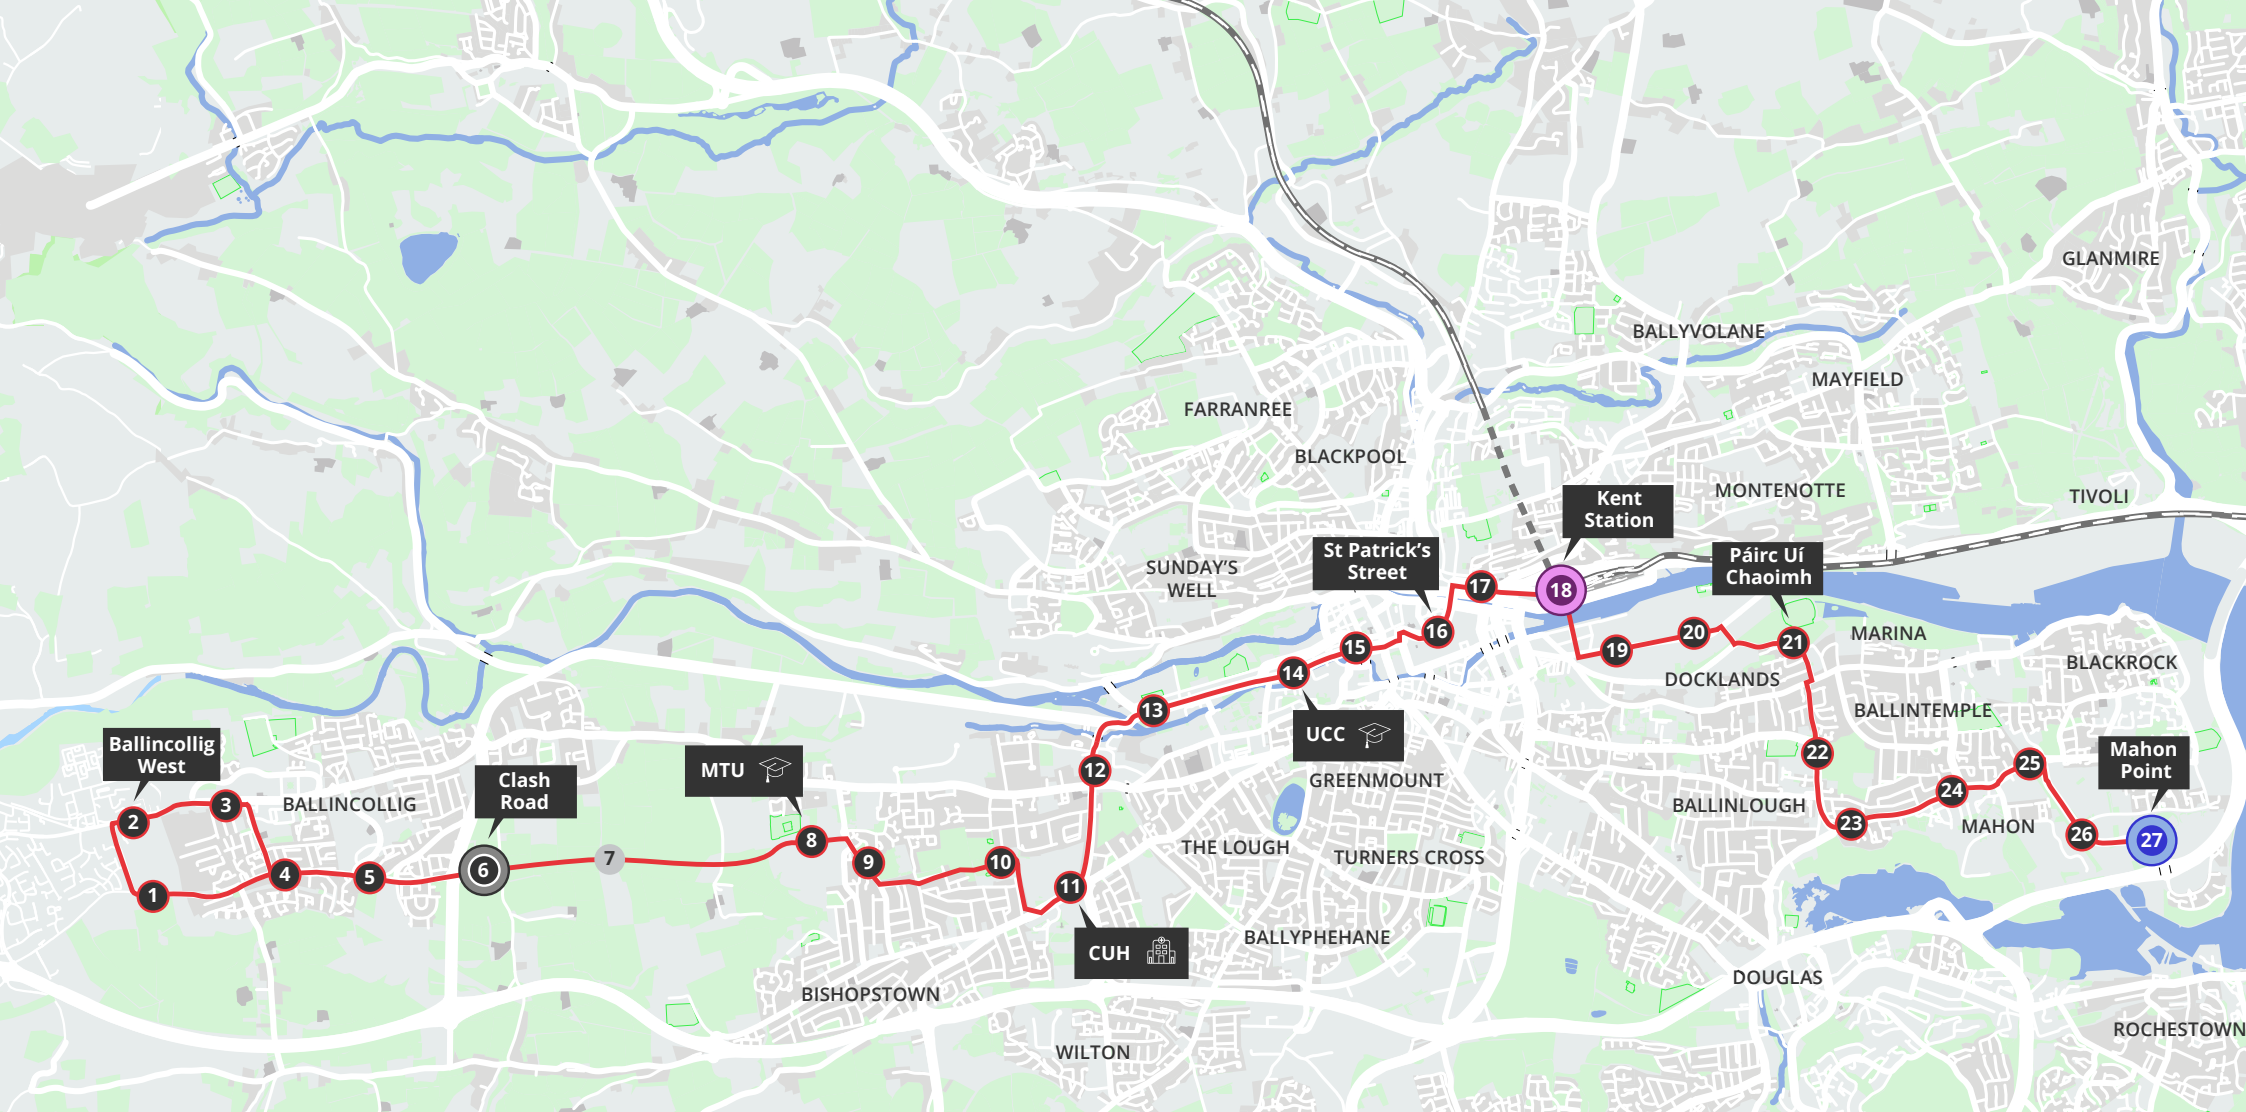 GLANMIRE
BALLYVOLANE
MAYFIELD
FARRANREE
BLACKPOOL
MONTENOTTE
TIVOLI
Kent
Station
St Patrick's
Street
Páirc Uí
Chaoimh
SUNDAY'S
WELL
17
18
16
15
14
13
19
20
21
MARINA
DOCKLANDS
BLACKROCK
BALLINTEMPLE
UCC
Ballincollig
West
Clash
Road
MTU
Mahon
Point
GREENMOUNT
12
22
25
24
23
26
27
BALLINLOUGH
MAHON
2
3
BALLINCOLLIG
1
4
5
6
7
8
9
10
11
THE LOUGH
TURNERS CROSS
CUH
BALLYPHEHANE
BISHOPSTOWN
DOUGLAS
WILTON
ROCHESTOWN